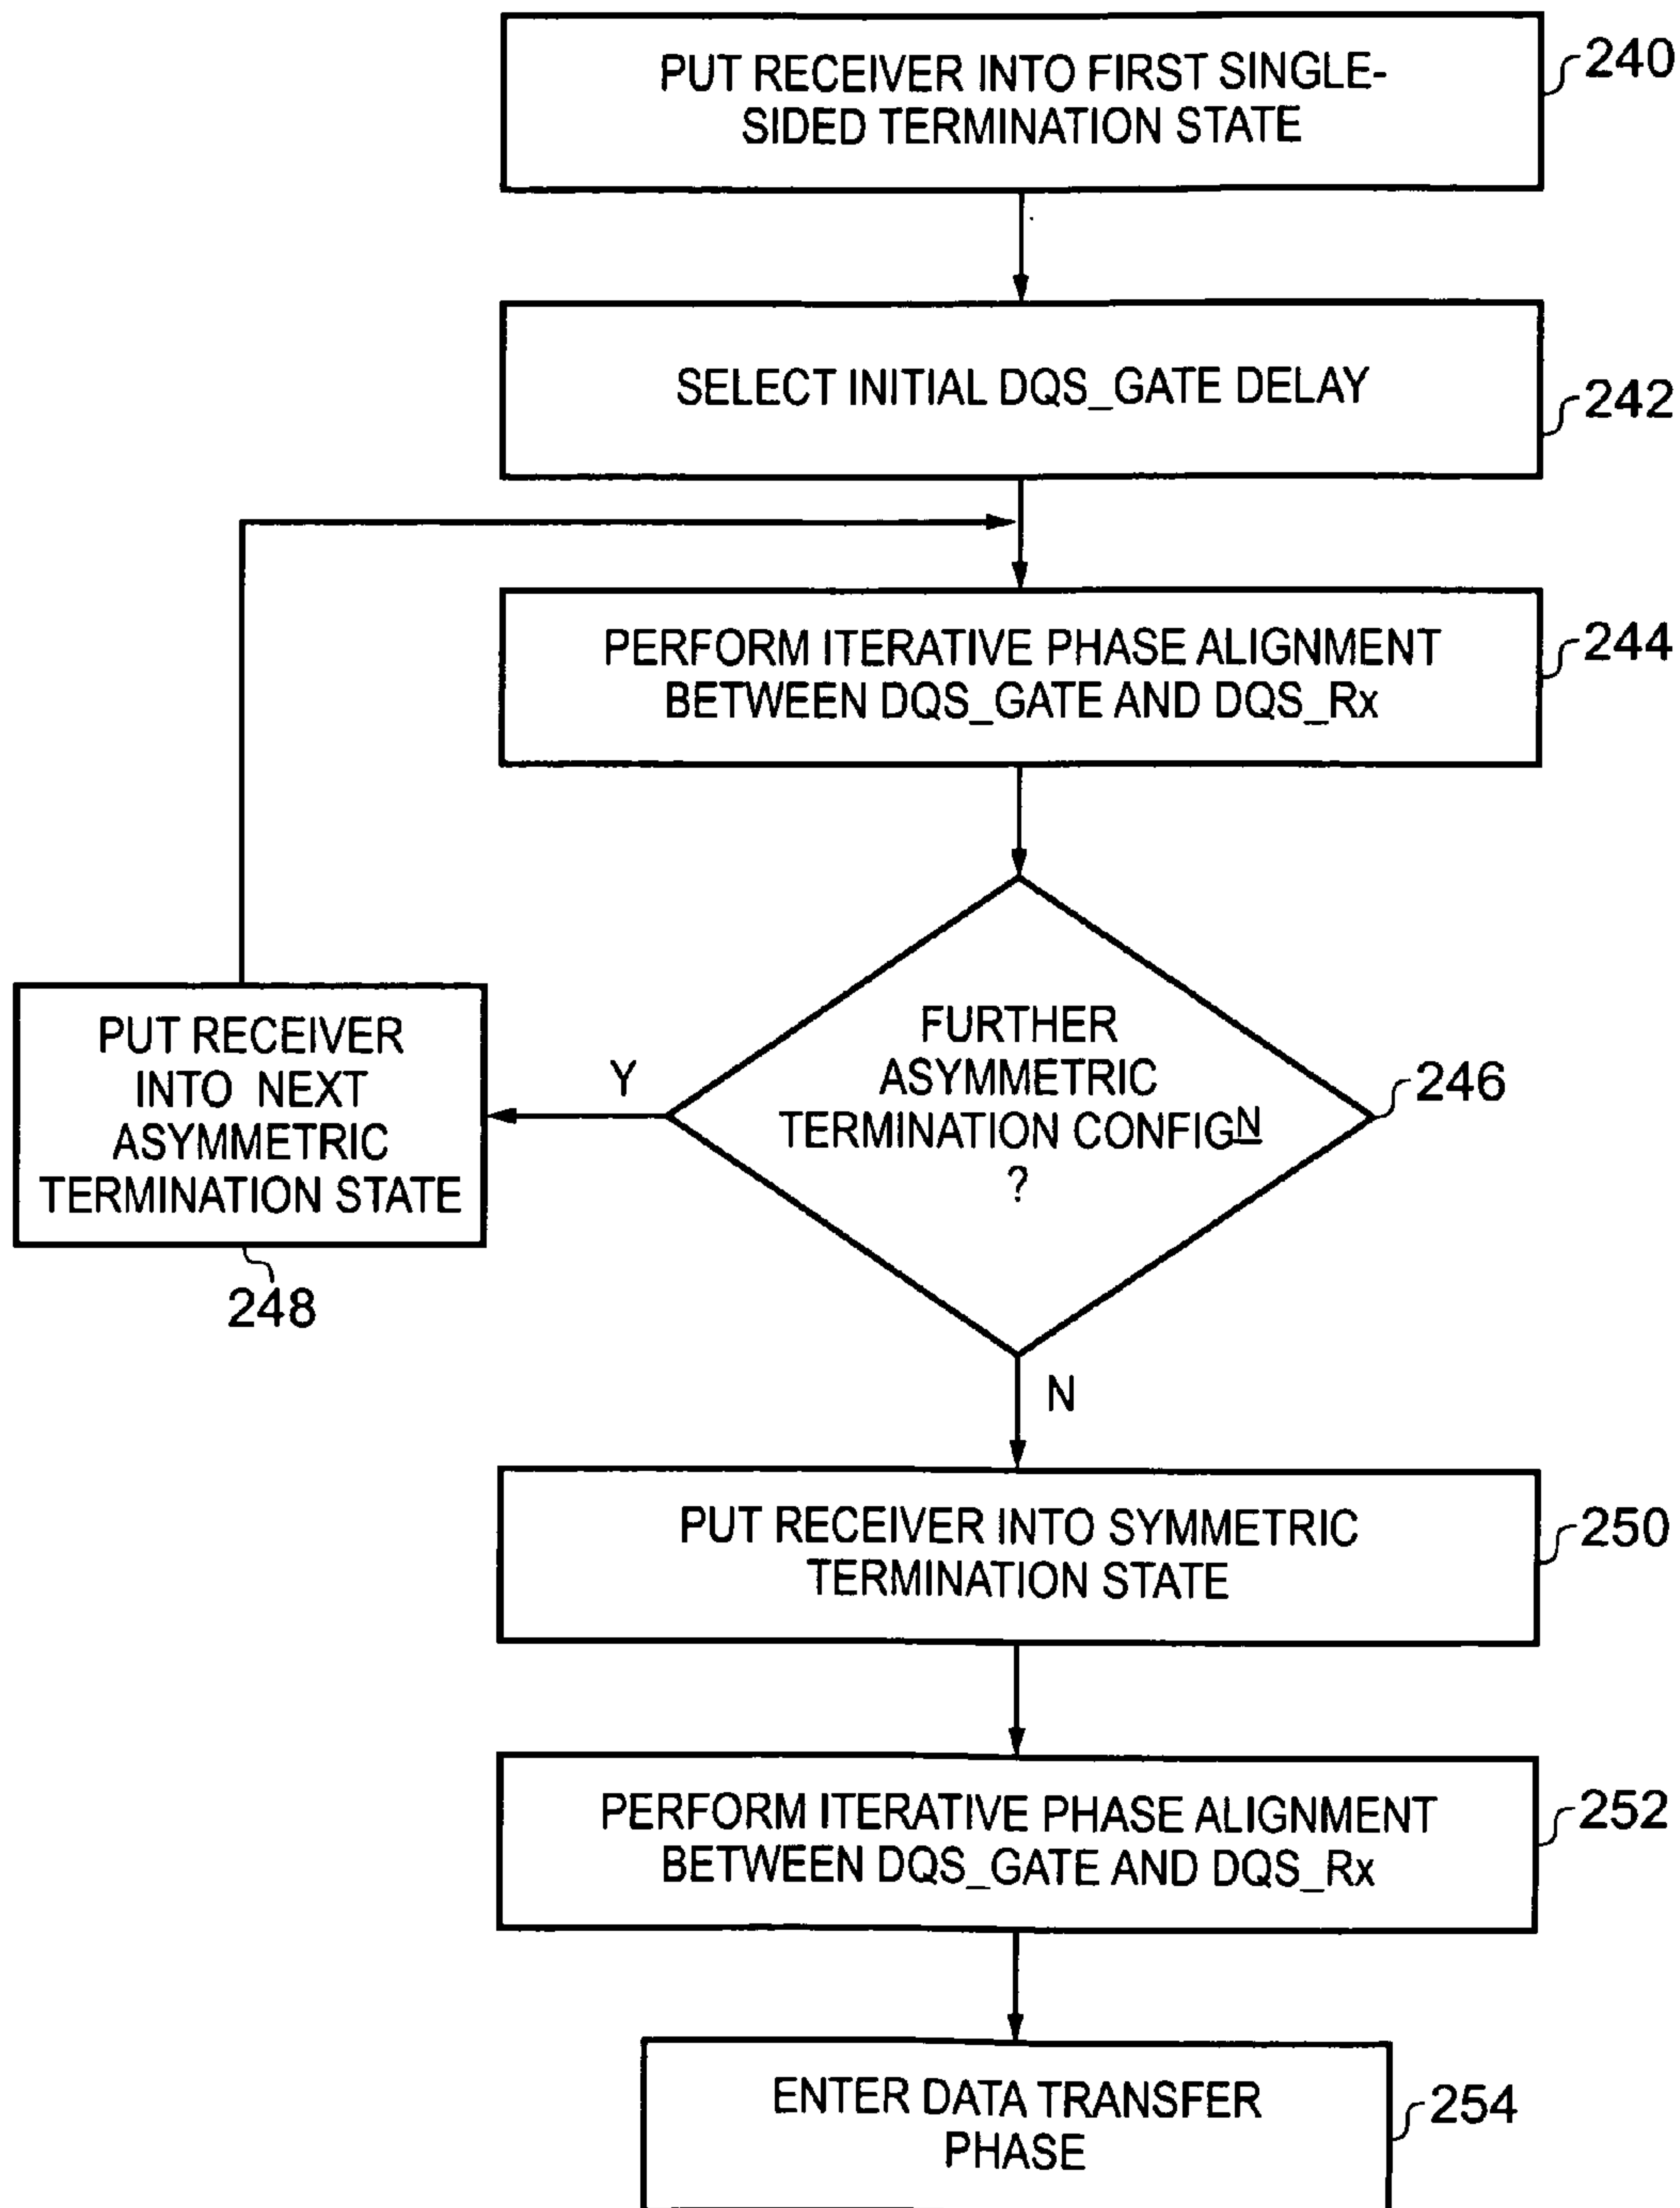 PUT RECEIVER INTO FIRST SINGLE-
SIDED TERMINATION STATE
240
SELECT INITIAL DQS_GATE DELAY
242
PERFORM ITERATIVE PHASE ALIGNMENT
BETWEEN DQS_GATE AND DQS_Rx
244
FURTHER
ASYMMETRIC
TERMINATION CONFIGN
?
246
Y
PUT RECEIVER
INTO NEXT
ASYMMETRIC
TERMINATION STATE
248
N
PUT RECEIVER INTO SYMMETRIC
TERMINATION STATE
250
PERFORM ITERATIVE PHASE ALIGNMENT
BETWEEN DQS_GATE AND DQS_Rx
252
ENTER DATA TRANSFER
PHASE
254